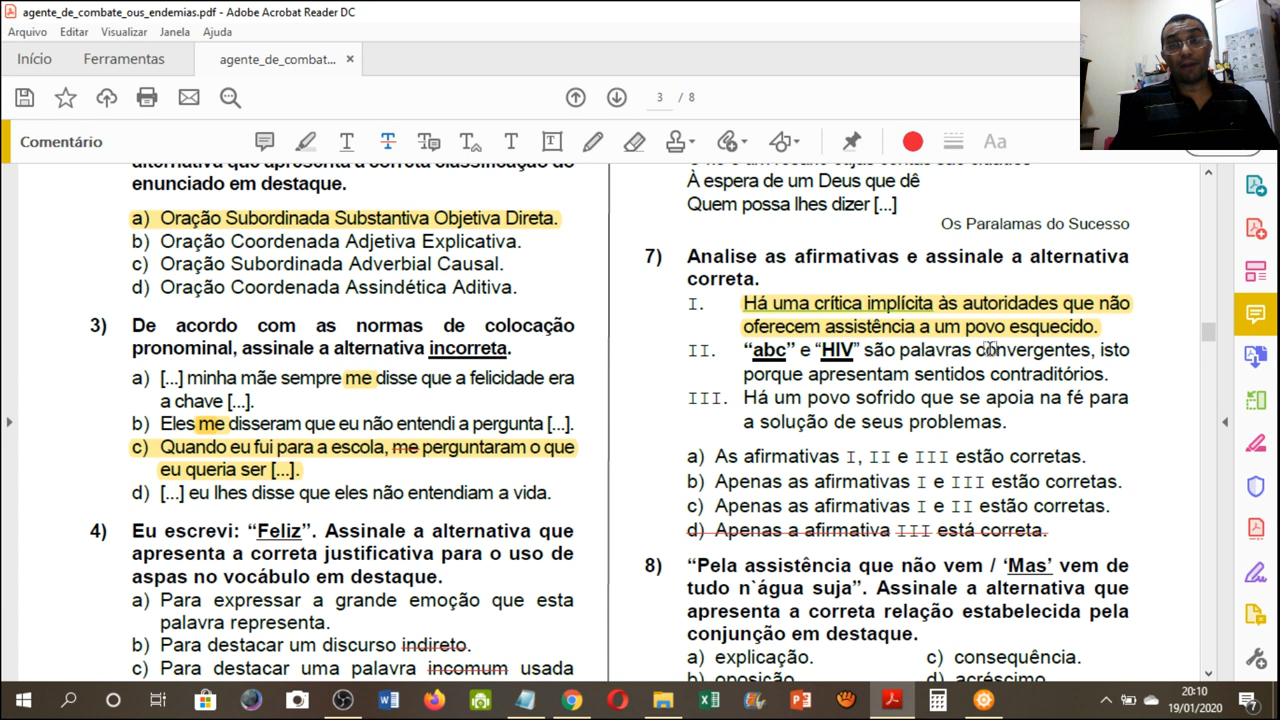 agente_de_combate_ous_endemias.pdf - Adobe Acrobat Reader DC
Arquivo Editar Visualizar Janela Ajuda
Início Ferramentas agente_de_combat... ×
3 / 8
Comentário
Aa
alternativa que apresenta a correta classificação do
enunciado em destaque.
a) Oração Subordinada Substantiva Objetiva Direta.
b) Oração Coordenada Adjetiva Explicativa.
c) Oração Subordinada Adverbial Causal.
d) Oração Coordenada Assindética Aditiva.
3) De acordo com as normas de colocação
pronominal, assinale a alternativa incorreta.
a) [...] minha mãe sempre me disse que a felicidade era
a chave [...].
b) Eles me disseram que eu não entendi a pergunta [...].
c) Quando eu fui para a escola, me perguntaram o que
eu queria ser [...].
d) [...] eu lhes disse que eles não entendiam a vida.
4) Eu escrevi: “Feliz”. Assinale a alternativa que
apresenta a correta justificativa para o uso de
aspas no vocábulo em destaque.
a) Para expressar a grande emoção que esta
palavra representa.
b) Para destacar um discurso indireto.
c) Para destacar uma palavra incomum usada
À espera de um Deus que dê
Quem possa lhes dizer [...]
Os Paralamas do Sucesso
7) Analise as afirmativas e assinale a alternativa
correta.
I. Há uma crítica implícita às autoridades que não
oferecem assistência a um povo esquecido.
II. “abc” e “HIV” são palavras convergentes, isto
porque apresentam sentidos contraditórios.
III. Há um povo sofrido que se apoia na fé para
a solução de seus problemas.
a) As afirmativas I, II e III estão corretas.
b) Apenas as afirmativas I e III estão corretas.
c) Apenas as afirmativas I e II estão corretas.
d) Apenas a afirmativa III está correta.
8) “Pela assistência que não vem / ‘Mas’ vem de
tudo n`água suja”. Assinale a alternativa que
apresenta a correta relação estabelecida pela
conjunção em destaque.
a) explicação. c) consequência.
b) oposição. d) acréscimo.
20:10
19/01/2020
7